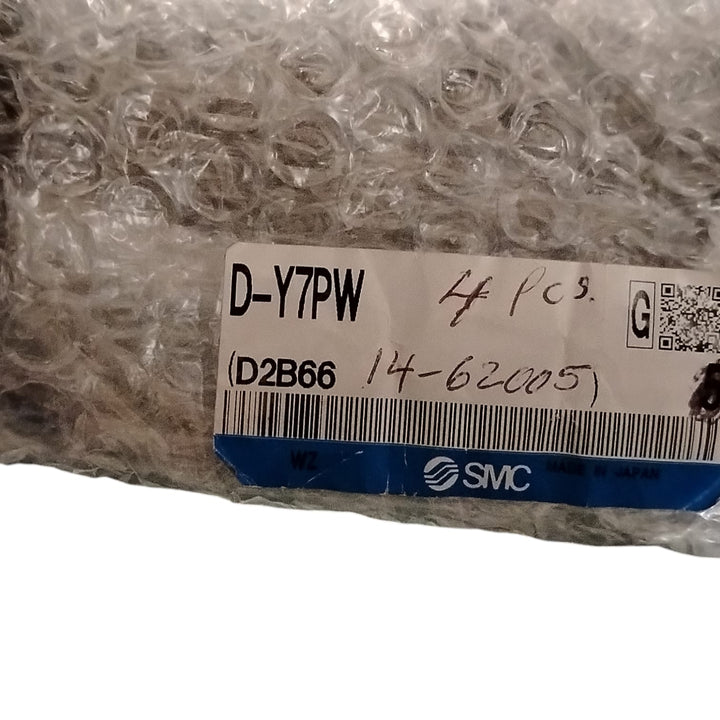 D-Y7PW 4 Pcs. G
(D2B66 14-62005)
WZ SMC MADE IN JAPAN